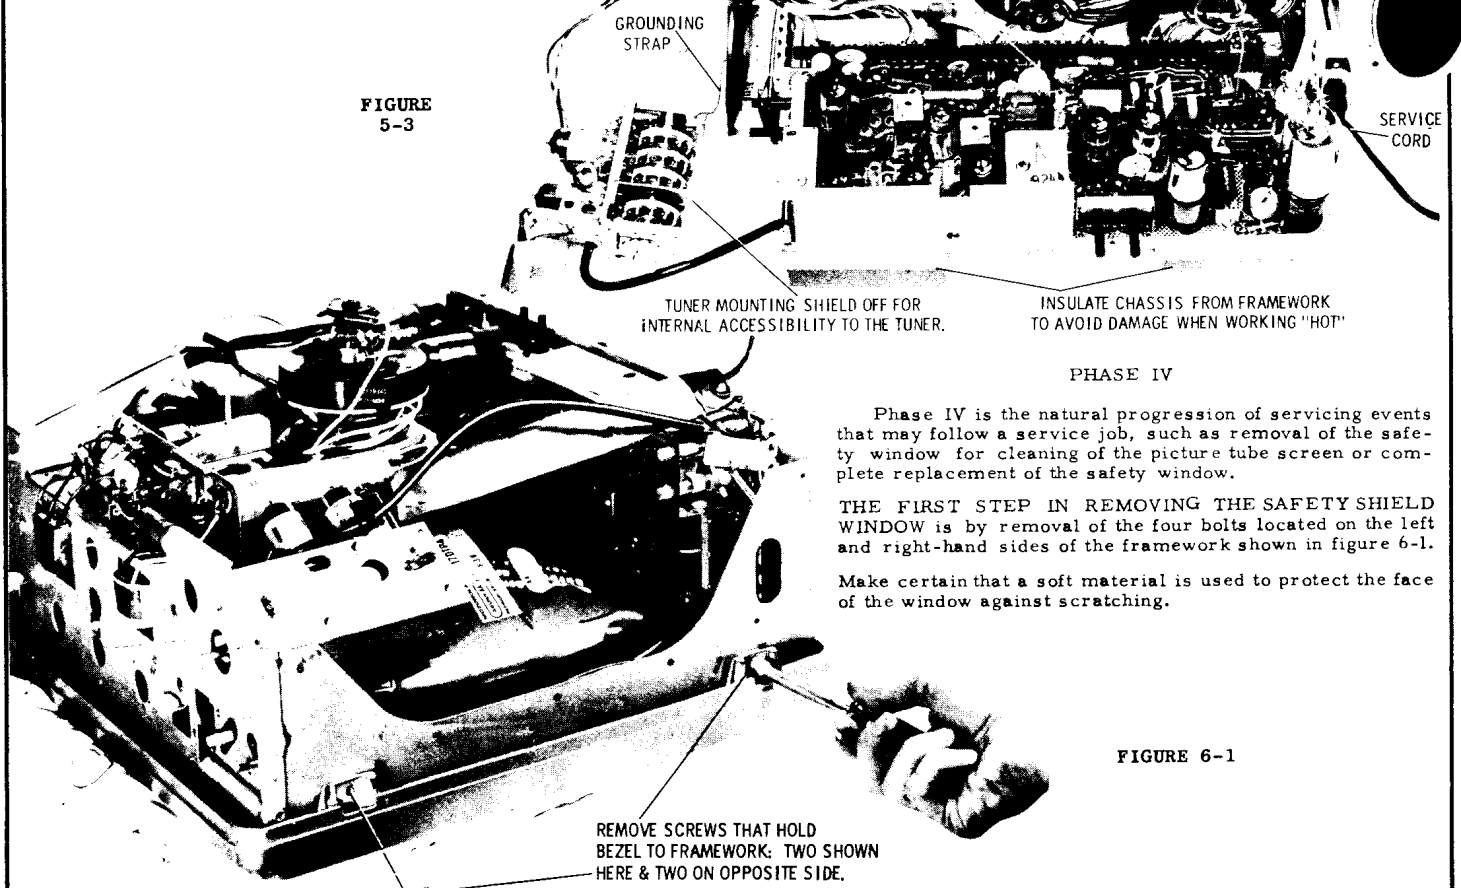 GROUNDING
STRAP
FIGURE
5-3
SERVICE
CORD
TUNER MOUNTING SHIELD OFF FOR
INTERNAL ACCESSIBILITY TO THE TUNER.
INSULATE CHASSIS FROM FRAMEWORK
TO AVOID DAMAGE WHEN WORKING "HOT"
PHASE IV
Phase IV is the natural progression of servicing events
that may follow a service job, such as removal of the safe-
ty window for cleaning of the picture tube screen or com-
plete replacement of the safety window.
THE FIRST STEP IN REMOVING THE SAFETY SHIELD
WINDOW is by removal of the four bolts located on the left
and right-hand sides of the framework shown in figure 6-1.
Make certain that a soft material is used to protect the face
of the window against scratching.
FIGURE 6-1
REMOVE SCREWS THAT HOLD
BEZEL TO FRAMEWORK: TWO SHOWN
HERE & TWO ON OPPOSITE SIDE.